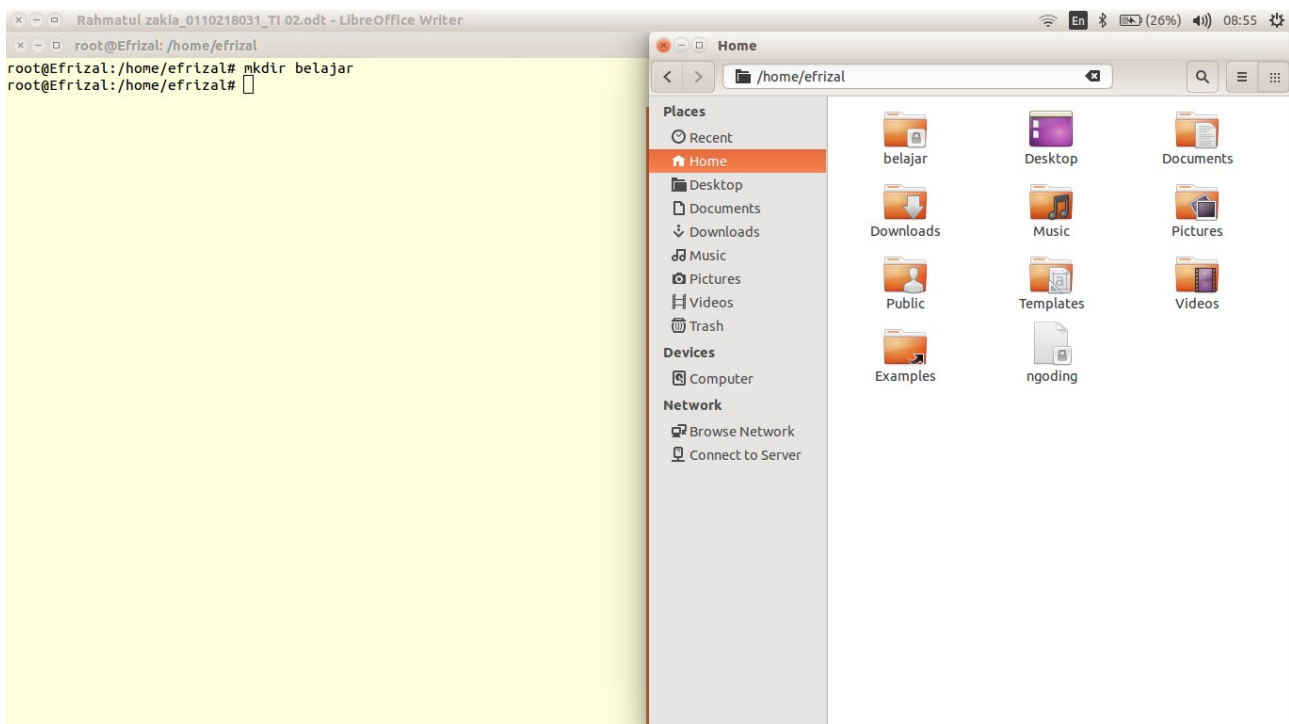 Rahmatul zakia_0110218031_TI 02.odt - LibreOffice Writer
En (26%) 08:55
root@Efrizal: /home/efrizal
root@Efrizal:/home/efrizal# mkdir belajar
root@Efrizal:/home/efrizal#
Home
/home/efrizal
Places
Recent
Home
Desktop
Documents
Downloads
Music
Pictures
Videos
Trash
Devices
Computer
Network
Browse Network
Connect to Server
belajar Desktop Documents
Downloads Music Pictures
Public Templates Videos
Examples ngoding